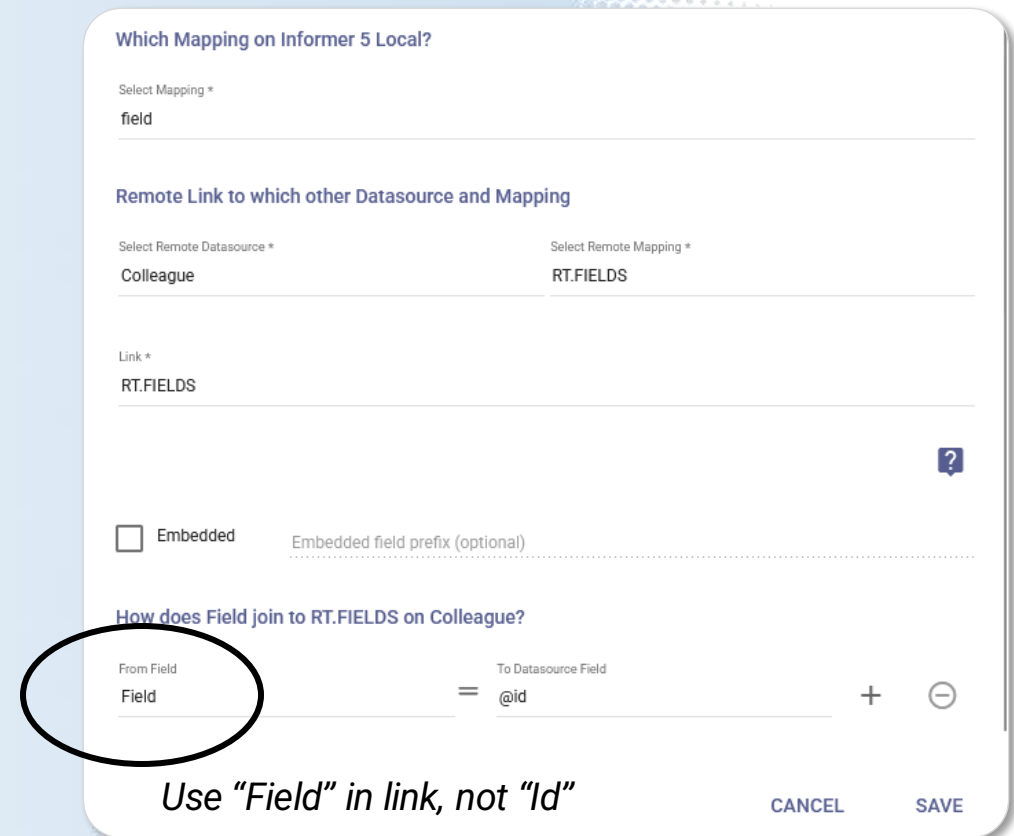 Which Mapping on Informer 5 Local?
Select Mapping *
field
Remote Link to which other Datasource and Mapping
Select Remote Datasource *
Select Remote Mapping *
Colleague
RT.FIELDS
Link *
RT.FIELDS
?
Embedded
Embedded field prefix (optional)
How does Field join to RT.FIELDS on Colleague?
From Field
To Datasource Field
Field
=
@id
+
Use “Field” in link, not “Id”
CANCEL
SAVE